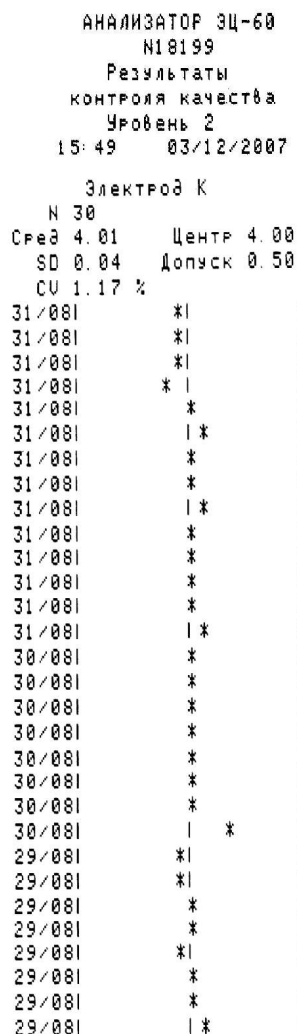 АНАЛИЗАТОР ЭЦ-60
N18199
Результаты
контроля качества
Уровень 2
15:49 03/12/2007
Электрод K
N 30
Сред 4.01 Центр 4.00
SD 0.04 Допуск 0.50
CV 1.17 %
31/08| *|
31/08| *|
31/08| *|
31/08| * |
31/08| *
31/08| | *
31/08| *
31/08| *
31/08| | *
31/08| *
31/08| *
31/08| *
31/08| *
31/08| | *
30/08| *
30/08| *
30/08| *
30/08| *
30/08| *
30/08| *
30/08| *
30/08| | *
29/08| *|
29/08| *|
29/08| *
29/08| *
29/08| *|
29/08| *
29/08| *
29/08| | *